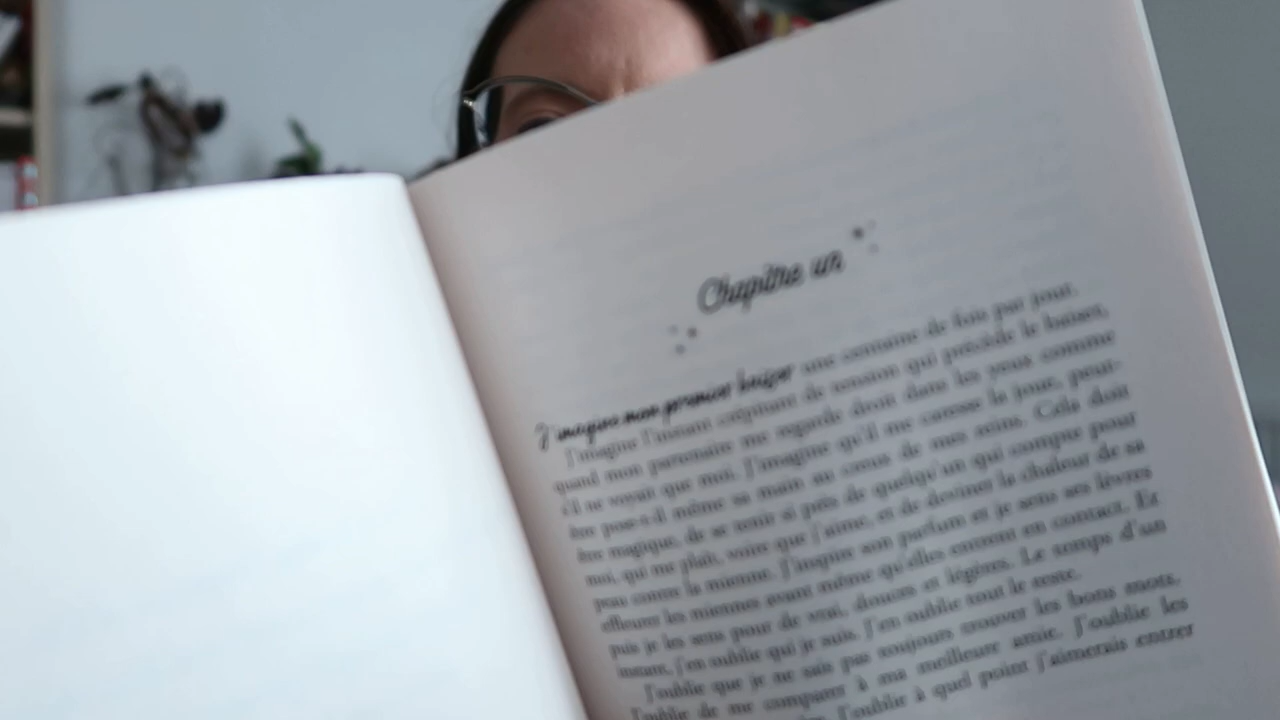 Chapitre un
J'imagine mon premier baiser une centaine de fois par jour.
J'imagine l'instant crépitant de tension qui précède le baiser,
quand mon partenaire me regarde droit dans les yeux comme
s'il ne voyait que moi. J'imagine qu'il me caresse la joue, peut-
être pose-t-il même sa main au creux de mes reins. Cela doit
être magique, de se tenir si près de quelqu'un qui compte pour
moi, qui me plaît, voire que j'aime, et de deviner la chaleur de sa
peau contre la mienne. J'inspire son parfum et je sens ses lèvres
effleurer les miennes avant même qu'elles entrent en contact. Et
puis je les sens pour de vrai, douces et légères. Le temps d'un
instant, j'en oublie qui je suis. J'en oublie tout le reste.
J'oublie que je ne sais pas toujours trouver les bons mots.
J'oublie de me comparer à ma meilleure amie. J'oublie les
J'oublie à quel point j'aimerais entrer